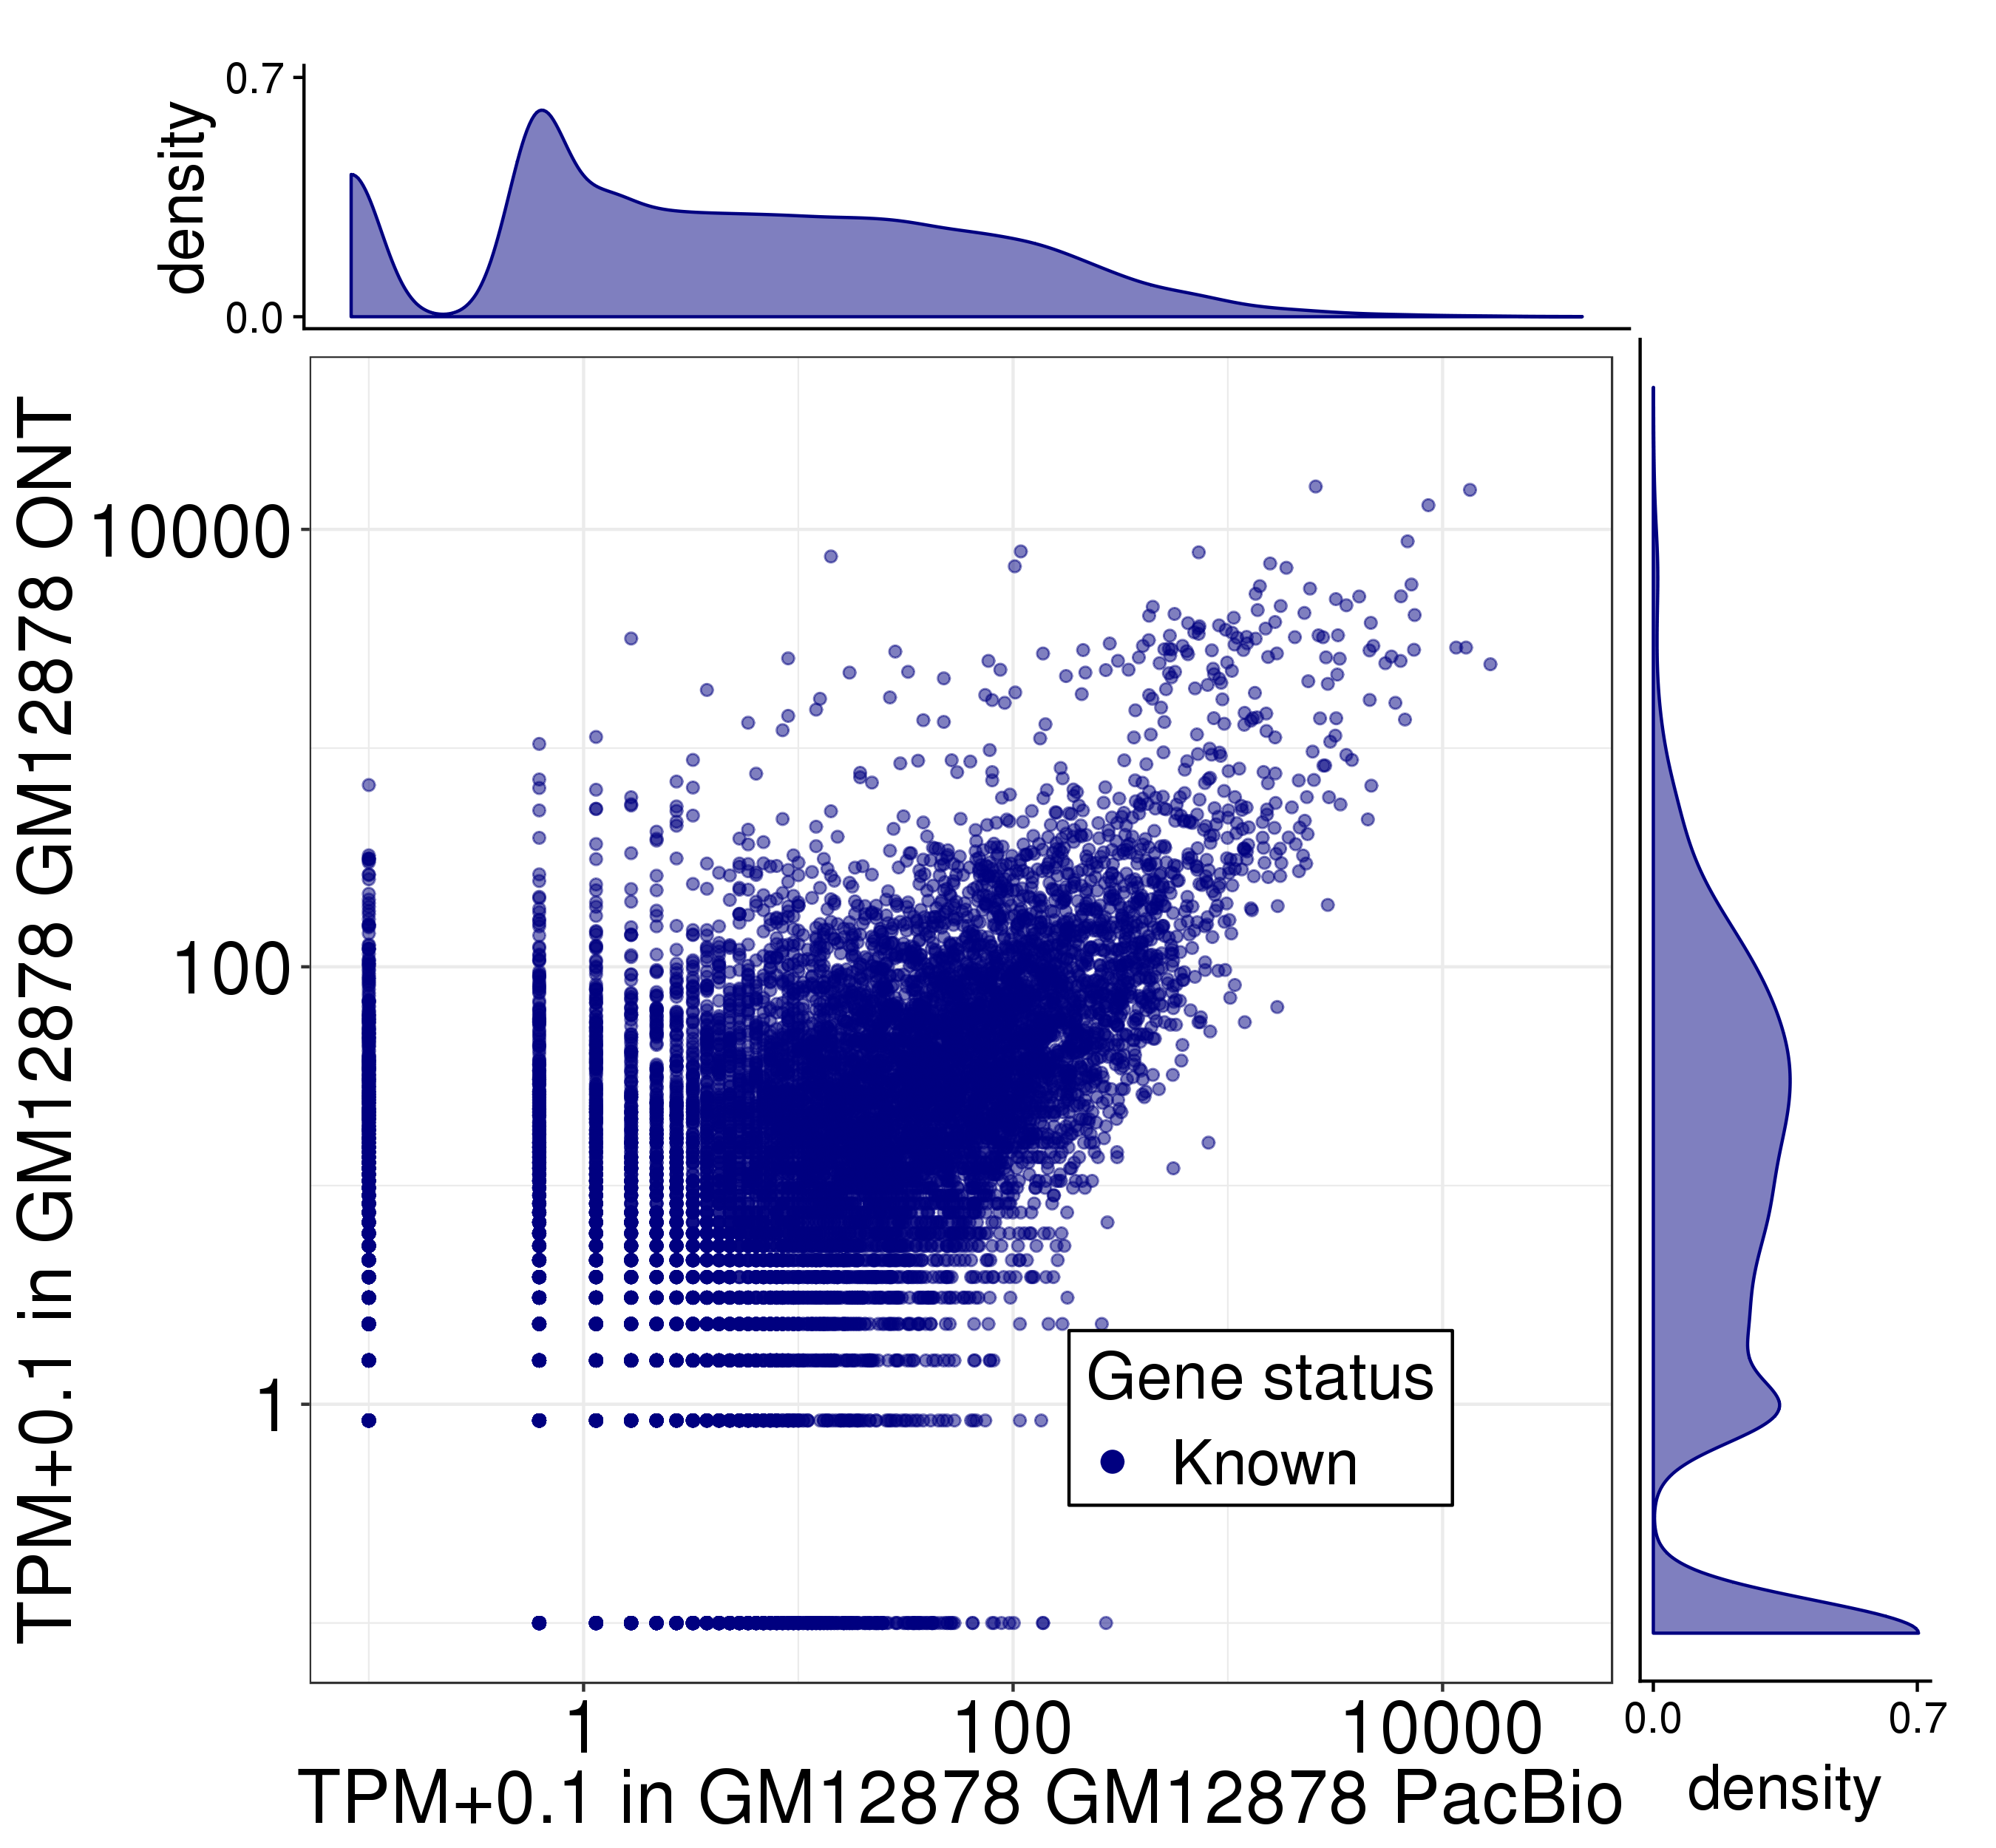 0.7
density
0.0
TPM+0.1 in GM12878 GM12878 ONT
10000
100
1
Gene status
Known
1
100
10000
TPM+0.1 in GM12878 GM12878 PacBio
0.0
0.7
density